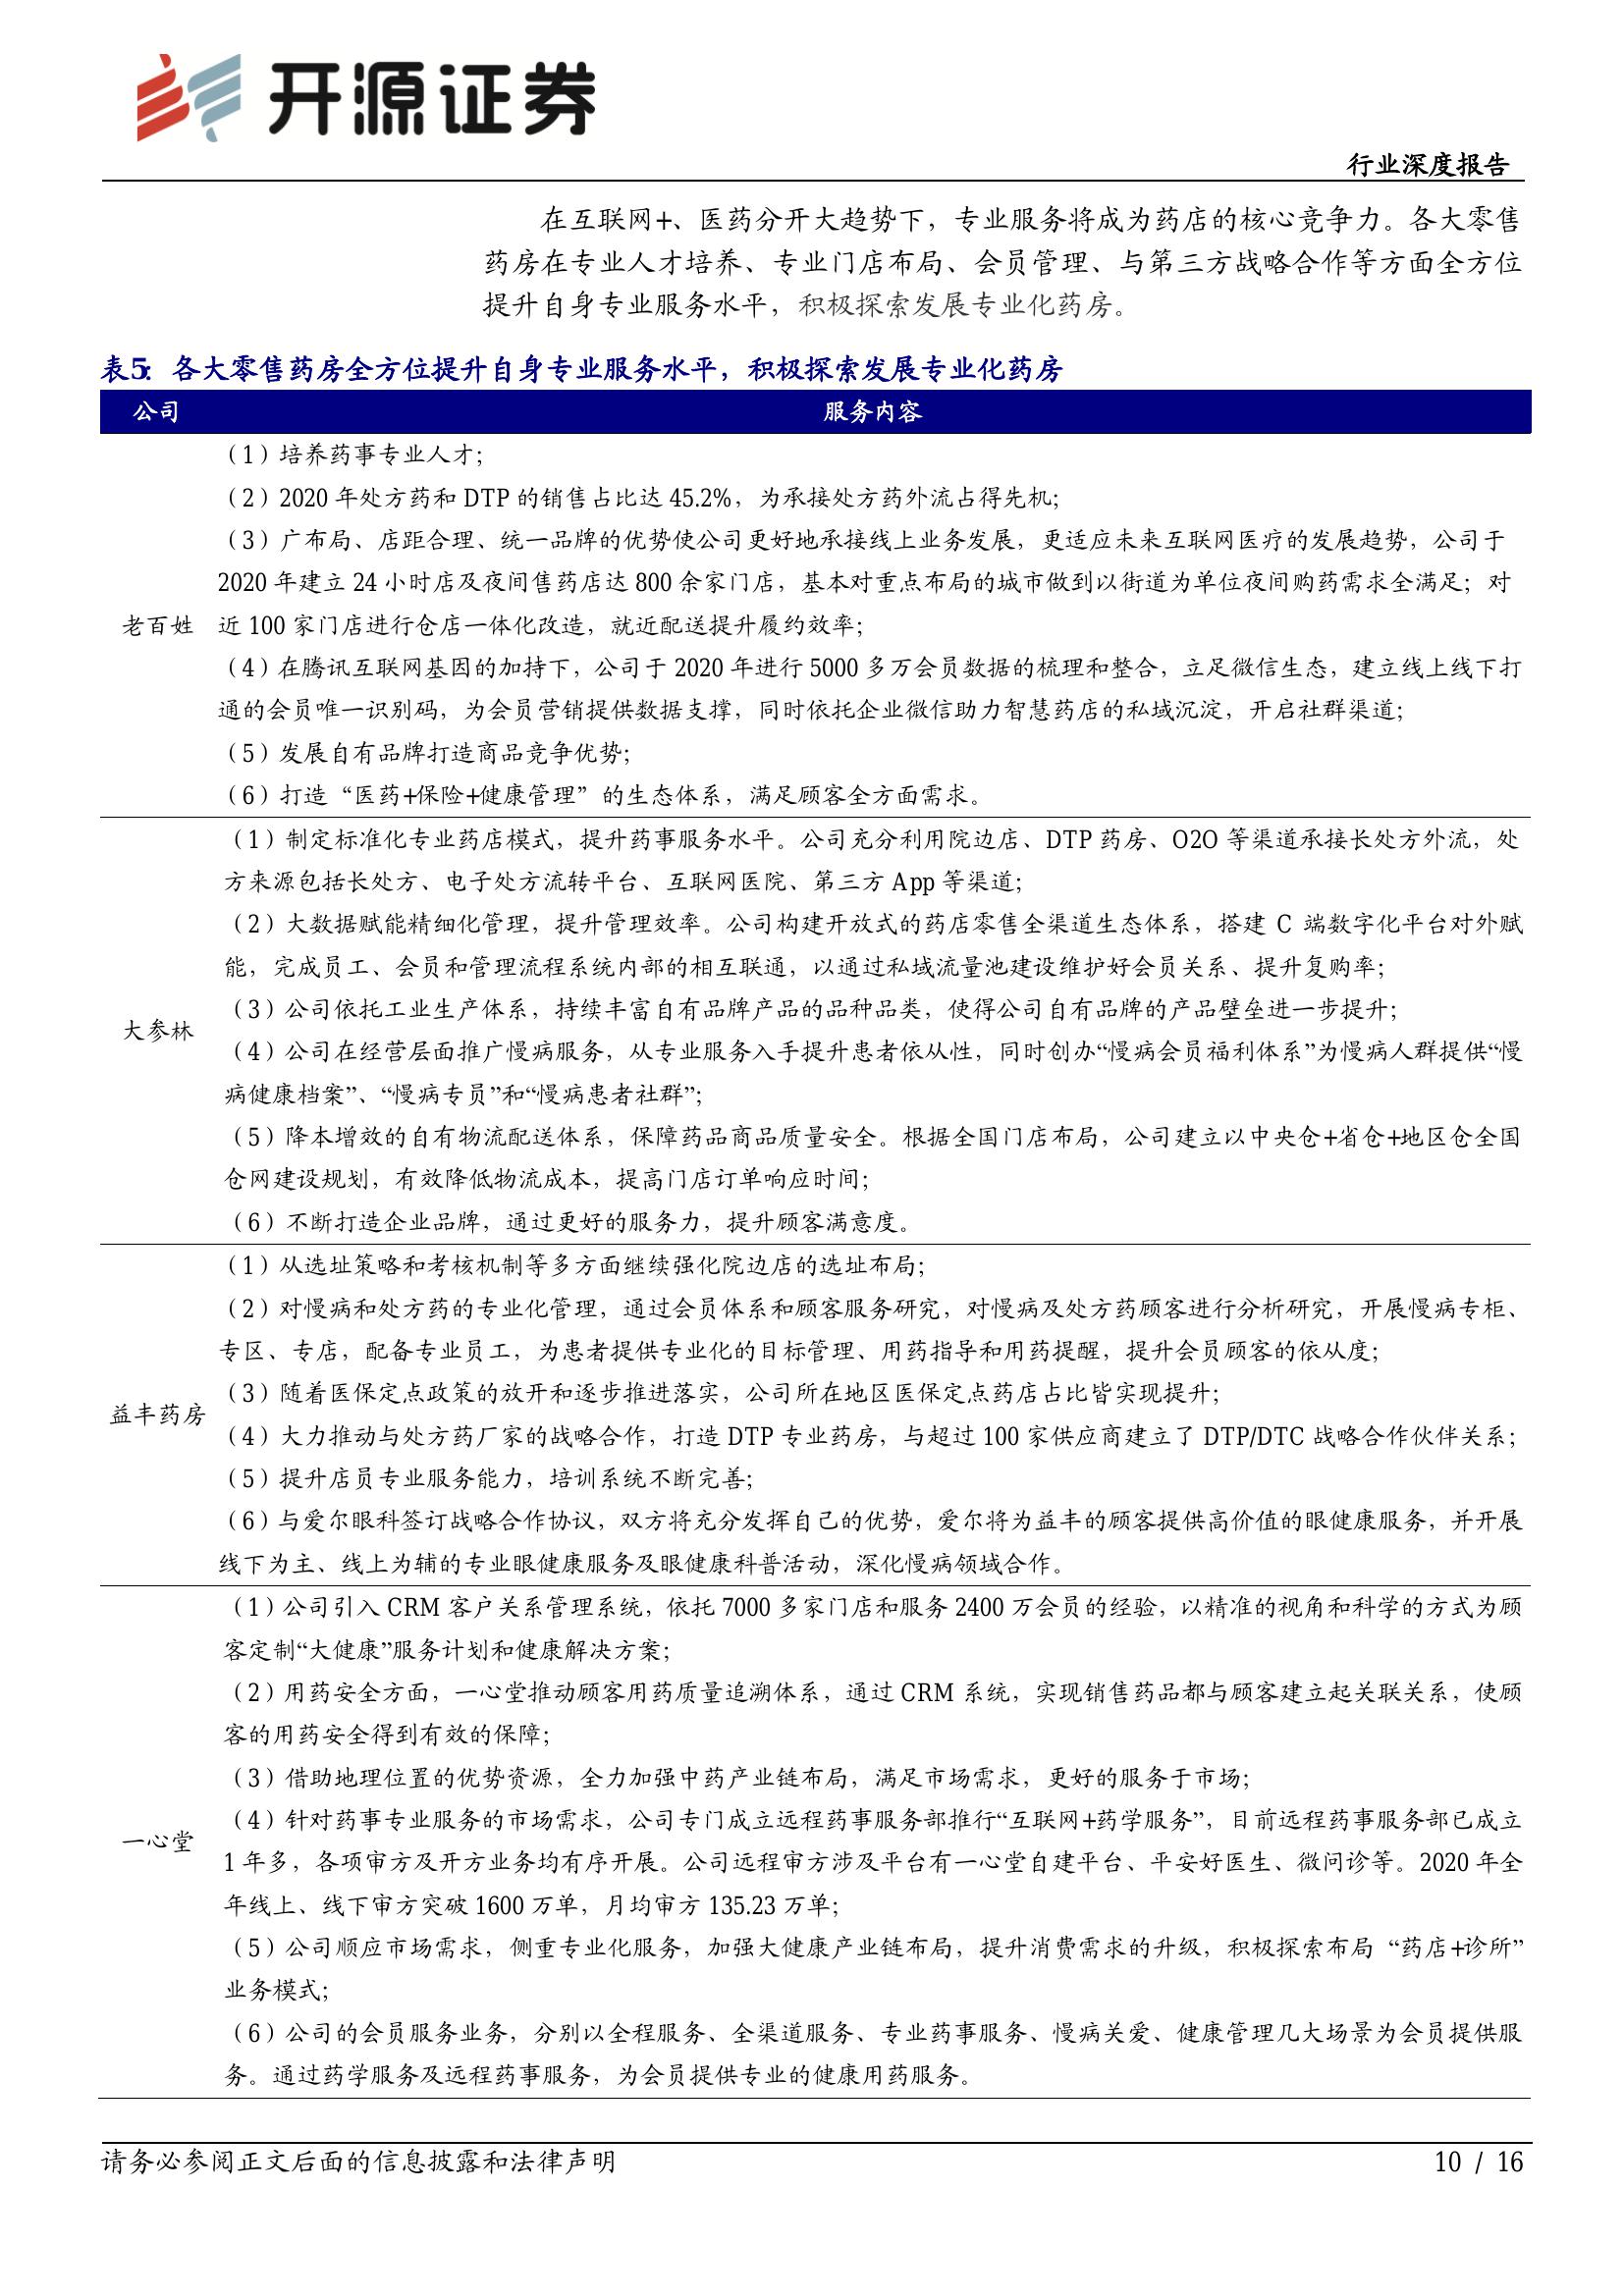 开源证券
行业深度报告
在互联网+、医药分开大趋势下，专业服务将成为药店的核心竞争力。各大零售
药房在专业人才培养、专业门店布局、会员管理、与第三方战略合作等方面全方位
提升自身专业服务水平，积极探索发展专业化药房。
表5：各大零售药房全方位提升自身专业服务水平，积极探索发展专业化药房
公司 服务内容
（1）培养药事专业人才；
（2）2020 年处方药和 DTP 的销售占比达 45.2%，为承接处方药外流占得先机；
（3）广布局、店距合理、统一品牌的优势使公司更好地承接线上业务发展，更适应未来互联网医疗的发展趋势，公司于
2020 年建立 24 小时店及夜间售药店达 800 余家门店，基本对重点布局的城市做到以街道为单位夜间购药需求全满足；对
老百姓 近 100 家门店进行仓店一体化改造，就近配送提升履约效率；
（4）在腾讯互联网基因的加持下，公司于 2020 年进行 5000 多万会员数据的梳理和整合，立足微信生态，建立线上线下打
通的会员唯一识别码，为会员营销提供数据支撑，同时依托企业微信助力智慧药店的私域沉淀，开启社群渠道；
（5）发展自有品牌打造商品竞争优势；
（6）打造“医药+保险+健康管理”的生态体系，满足顾客全方面需求。
（1）制定标准化专业药店模式，提升药事服务水平。公司充分利用院边店、DTP 药房、O2O 等渠道承接长处方外流，处
方来源包括长处方、电子处方流转平台、互联网医院、第三方 App 等渠道；
（2）大数据赋能精细化管理，提升管理效率。公司构建开放式的药店零售全渠道生态体系，搭建 C 端数字化平台对外赋
能，完成员工、会员和管理流程系统内部的相互联通，以通过私域流量池建设维护好会员关系、提升复购率；
（3）公司依托工业生产体系，持续丰富自有品牌产品的品种品类，使得公司自有品牌的产品壁垒进一步提升；
大参林
（4）公司在经营层面推广慢病服务，从专业服务入手提升患者依从性，同时创办“慢病会员福利体系”为慢病人群提供“慢
病健康档案”、“慢病专员”和“慢病患者社群”；
（5）降本增效的自有物流配送体系，保障药品商品质量安全。根据全国门店布局，公司建立以中央仓+省仓+地区仓全国
仓网建设规划，有效降低物流成本，提高门店订单响应时间；
（6）不断打造企业品牌，通过更好的服务力，提升顾客满意度。
（1）从选址策略和考核机制等多方面继续强化院边店的选址布局；
（2）对慢病和处方药的专业化管理，通过会员体系和顾客服务研究，对慢病及处方药顾客进行分析研究，开展慢病专柜、
专区、专店，配备专业员工，为患者提供专业化的目标管理、用药指导和用药提醒，提升会员顾客的依从度；
（3）随着医保定点政策的放开和逐步推进落实，公司所在地区医保定点药店占比皆实现提升；
益丰药房
（4）大力推动与处方药厂家的战略合作，打造 DTP 专业药房，与超过 100 家供应商建立了 DTP/DTC 战略合作伙伴关系；
（5）提升店员专业服务能力，培训系统不断完善；
（6）与爱尔眼科签订战略合作协议，双方将充分发挥自己的优势，爱尔将为益丰的顾客提供高价值的眼健康服务，并开展
线下为主、线上为辅的专业眼健康服务及眼健康科普活动，深化慢病领域合作。
（1）公司引入 CRM 客户关系管理系统，依托 7000 多家门店和服务 2400 万会员的经验，以精准的视角和科学的方式为顾
客定制“大健康”服务计划和健康解决方案；
（2）用药安全方面，一心堂推动顾客用药质量追溯体系，通过 CRM 系统，实现销售药品都与顾客建立起关联关系，使顾
客的用药安全得到有效的保障；
（3）借助地理位置的优势资源，全力加强中药产业链布局，满足市场需求，更好的服务于市场；
（4）针对药事专业服务的市场需求，公司专门成立远程药事服务部推行“互联网+药学服务”，目前远程药事服务部已成立
一心堂
1 年多，各项审方及开方业务均有序开展。公司远程审方涉及平台有一心堂自建平台、平安好医生、微问诊等。2020 年全
年线上、线下审方突破 1600 万单，月均审方 135.23 万单；
（5）公司顺应市场需求，侧重专业化服务，加强大健康产业链布局，提升消费需求的升级，积极探索布局 “药店+诊所”
业务模式；
（6）公司的会员服务业务，分别以全程服务、全渠道服务、专业药事服务、慢病关爱、健康管理几大场景为会员提供服
务。通过药学服务及远程药事服务，为会员提供专业的健康用药服务。
请务必参阅正文后面的信息披露和法律声明 10 / 16